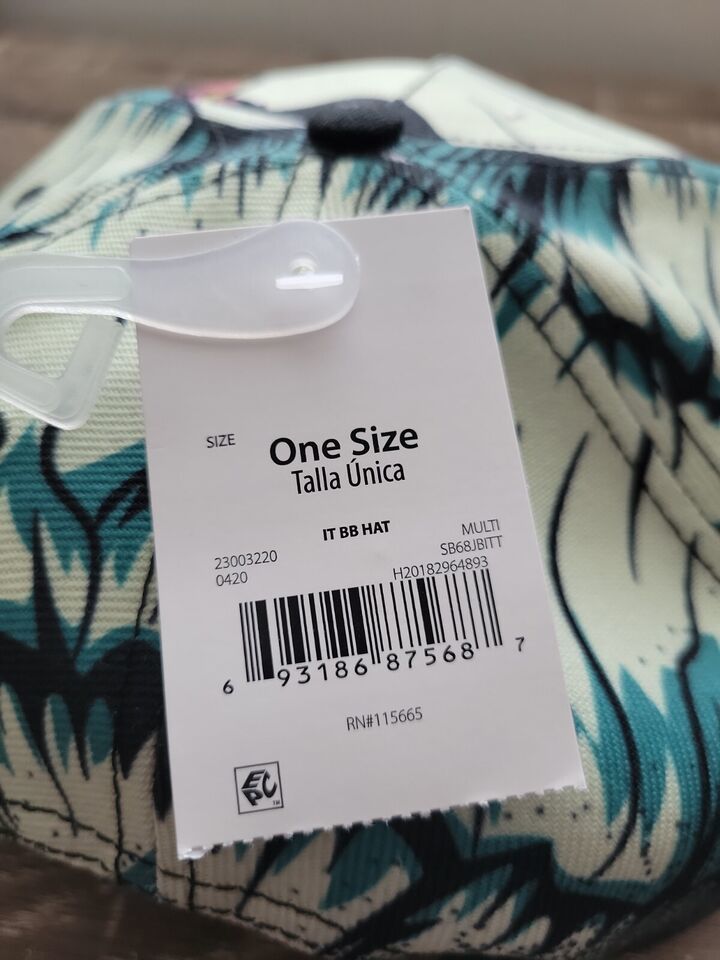 SIZE
One Size
Talla Única
IT BB HAT
23003220
0420
MULTI
SB68JBITT
H20182964893
6 93186 87568 7
RN#115665
EPC™